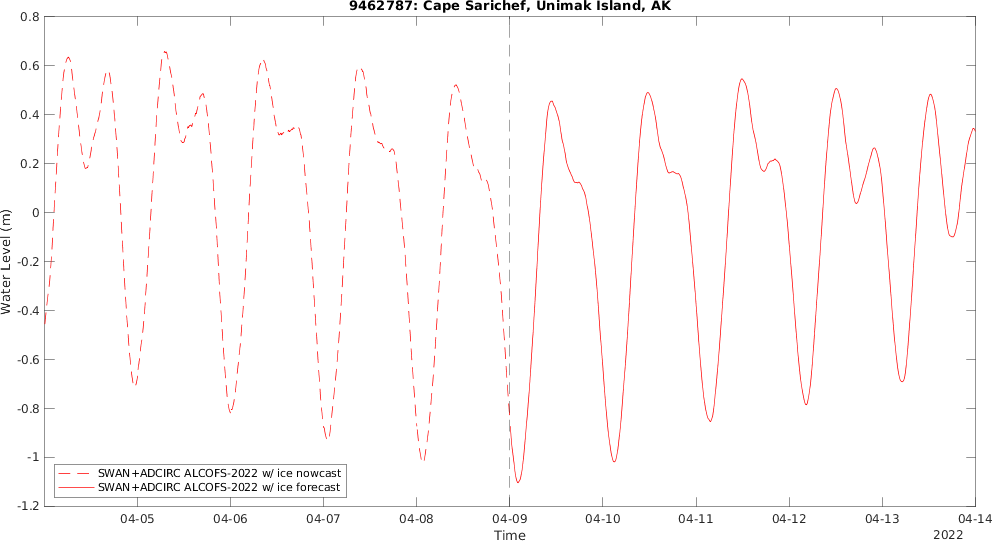 9462787: Cape Sarichef, Unimak Island, AK
0.8
0.6
0.4
0.2
0
-0.2
-0.4
-0.6
-0.8
-1
-1.2
Water Level (m)
SWAN+ADCIRC ALCOFS-2022 w/ ice nowcast
SWAN+ADCIRC ALCOFS-2022 w/ ice forecast
04-05 04-06 04-07 04-08 04-09 04-10 04-11 04-12 04-13 04-14
Time
2022